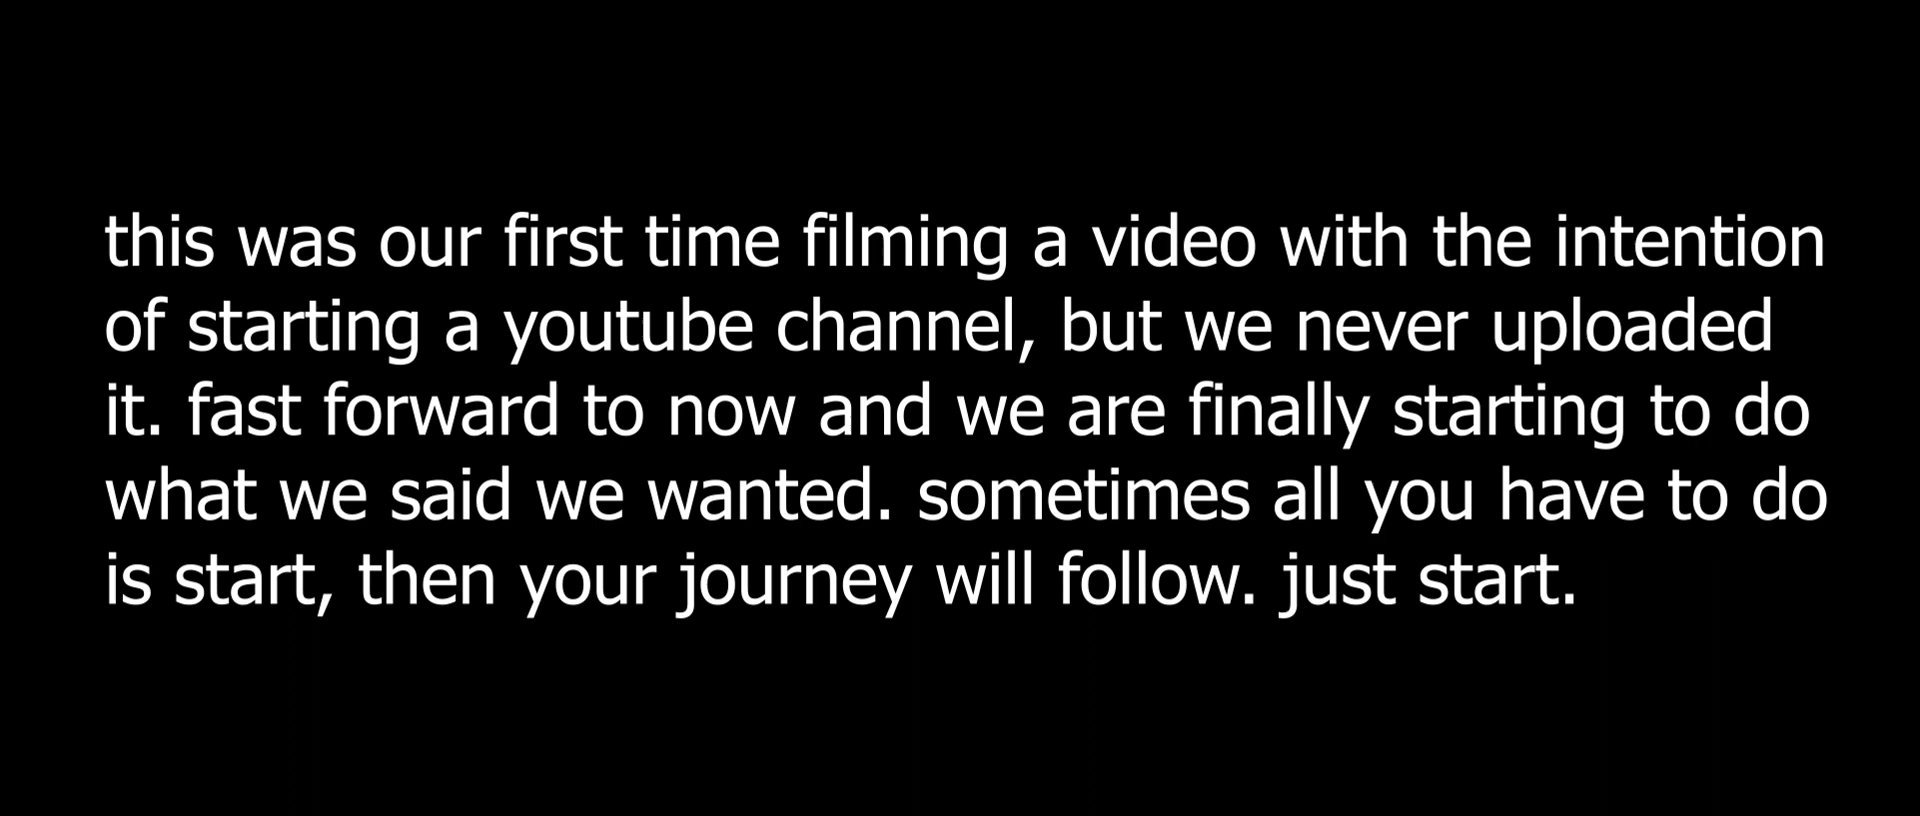 this was our first time filming a video with the intention
of starting a youtube channel, but we never uploaded
it. fast forward to now and we are finally starting to do
what we said we wanted. sometimes all you have to do
is start, then your journey will follow. just start.